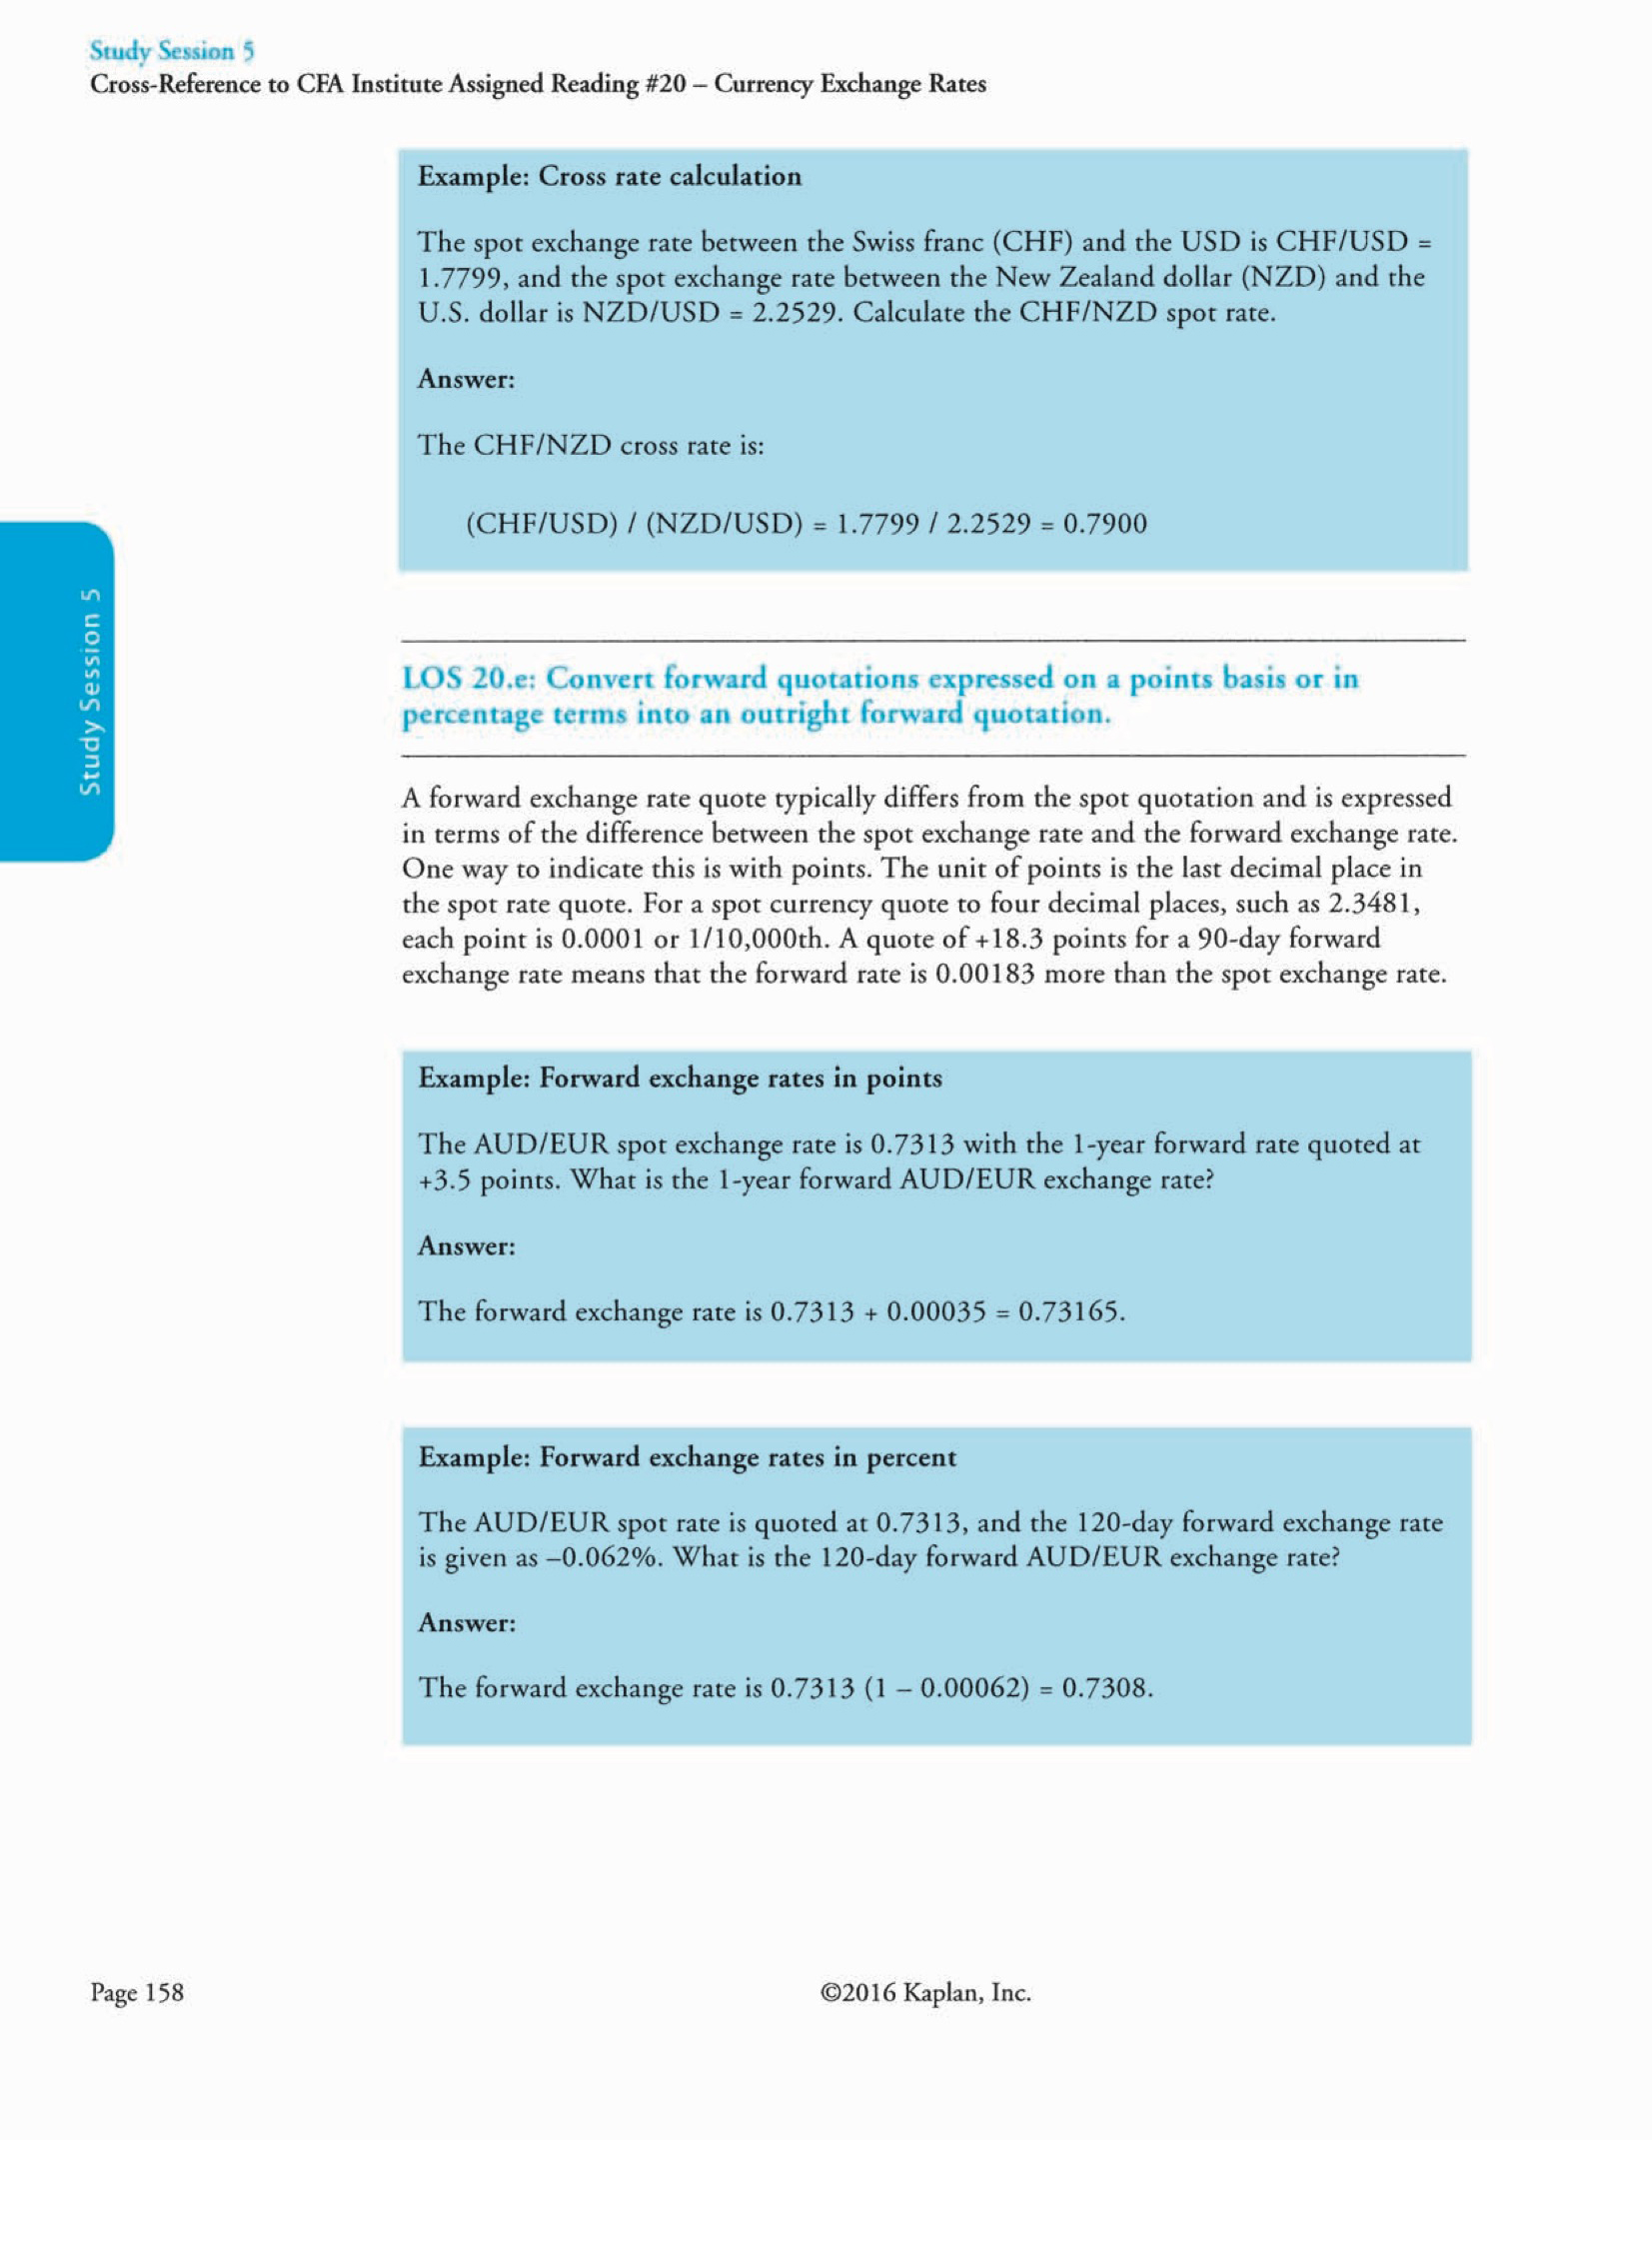 Study Session 5
Cross-Reference to CFA Institute Assigned Reading #20 – Currency Exchange Rates
Example: Cross rate calculation
The spot exchange rate between the Swiss franc (CHF) and the USD is CHF/USD =
1.7799, and the spot exchange rate between the New Zealand dollar (NZD) and the
U.S. dollar is NZD/USD = 2.2529. Calculate the CHF/NZD spot rate.
Answer:
The CHF/NZD cross rate is:
(CHF/USD) / (NZD/USD) = 1.7799 / 2.2529 = 0.7900
Study Session 5
LOS 20.e: Convert forward quotations expressed on a points basis or in
percentage terms into an outright forward quotation.
A forward exchange rate quote typically differs from the spot quotation and is expressed
in terms of the difference between the spot exchange rate and the forward exchange rate.
One way to indicate this is with points. The unit of points is the last decimal place in
the spot rate quote. For a spot currency quote to four decimal places, such as 2.3481,
each point is 0.0001 or 1/10,000th. A quote of +18.3 points for a 90-day forward
exchange rate means that the forward rate is 0.00183 more than the spot exchange rate.
Example: Forward exchange rates in points
The AUD/EUR spot exchange rate is 0.7313 with the 1-year forward rate quoted at
+3.5 points. What is the 1-year forward AUD/EUR exchange rate?
Answer:
The forward exchange rate is 0.7313 + 0.00035 = 0.73165.
Example: Forward exchange rates in percent
The AUD/EUR spot rate is quoted at 0.7313, and the 120-day forward exchange rate
is given as –0.062%. What is the 120-day forward AUD/EUR exchange rate?
Answer:
The forward exchange rate is 0.7313 (1 – 0.00062) = 0.7308.
Page 158
©2016 Kaplan, Inc.